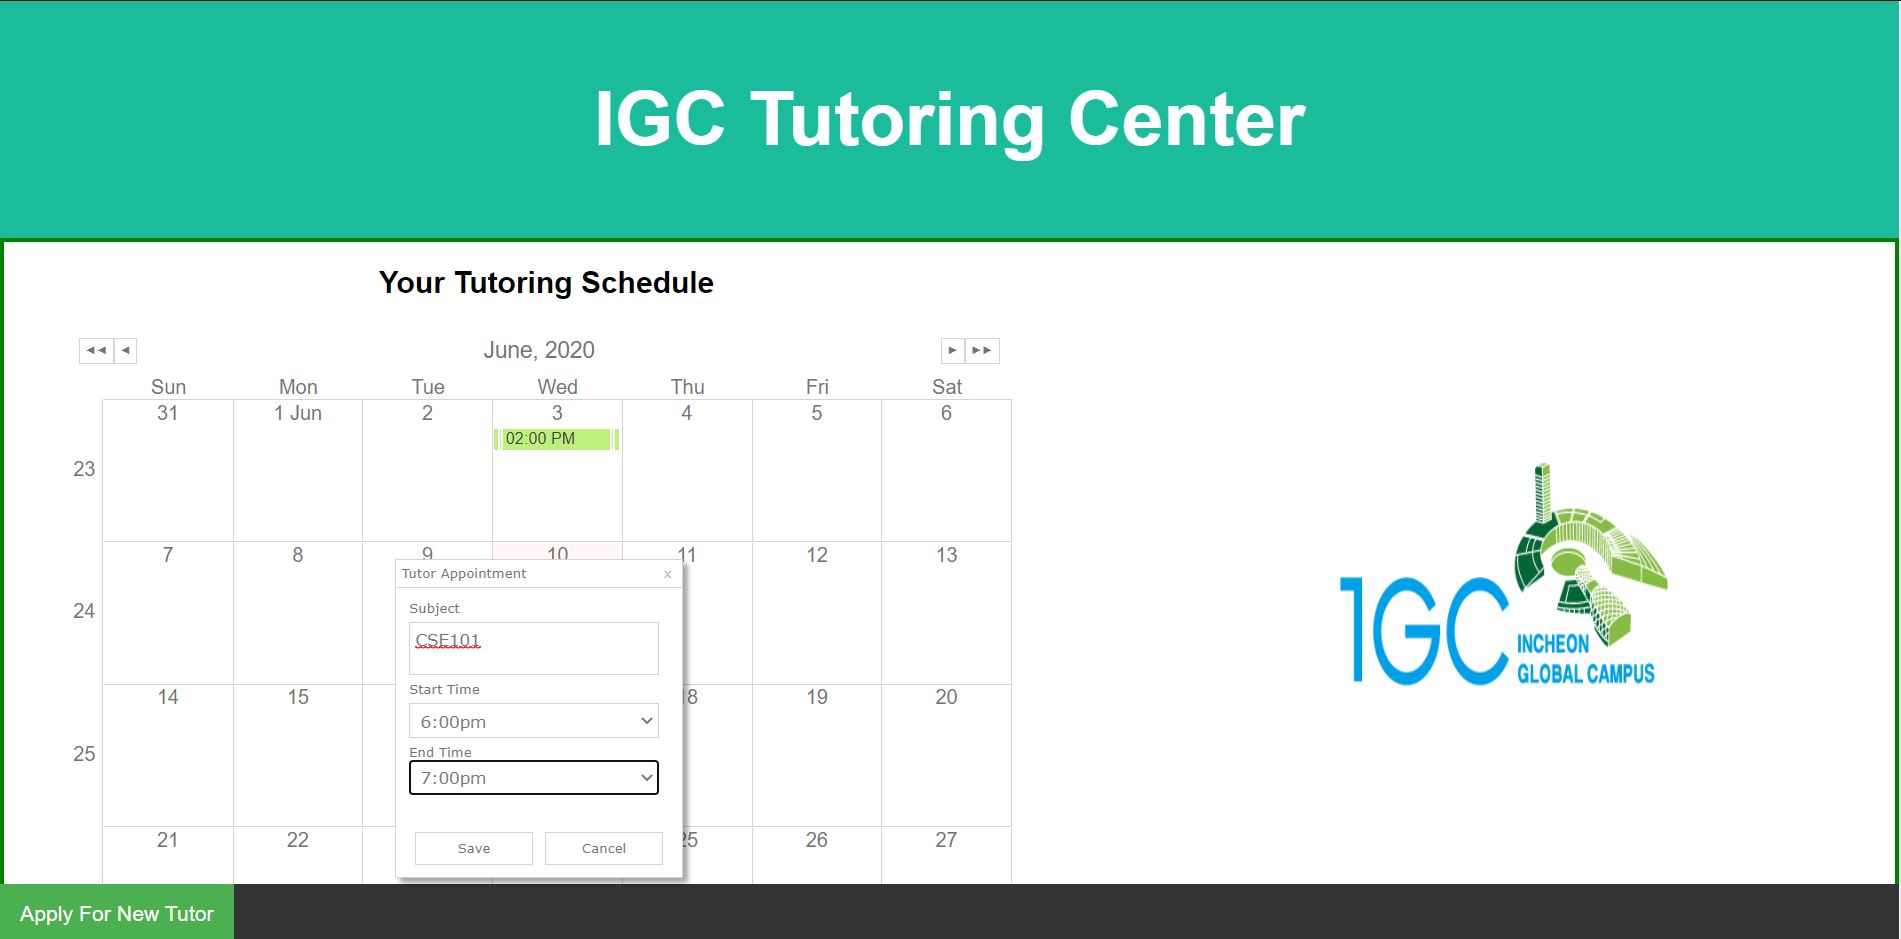 IGC Tutoring Center
Your Tutoring Schedule
◄◄ ◄ June, 2020 ► ►►
Sun Mon Tue Wed Thu Fri Sat
31 1 Jun 2 3 4 5 6
02:00 PM
23
7 8 9 10 11 12 13
Tutor Appointment x
Subject
24
CSE101
IGC
INCHEON
GLOBAL CAMPUS
Start Time
14 15 18 19 20
6:00pm
End Time
25
7:00pm
21 22 25 26 27
Save Cancel
Apply For New Tutor